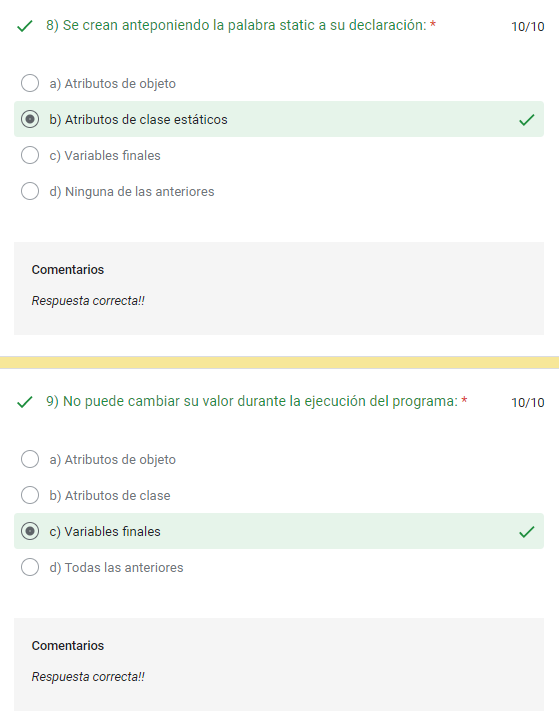 8) Se crean anteponiendo la palabra static a su declaración: *
10/10
a) Atributos de objeto
b) Atributos de clase estáticos
c) Variables finales
d) Ninguna de las anteriores
Comentarios
Respuesta correcta!!
9) No puede cambiar su valor durante la ejecución del programa: *
10/10
a) Atributos de objeto
b) Atributos de clase
c) Variables finales
d) Todas las anteriores
Comentarios
Respuesta correcta!!